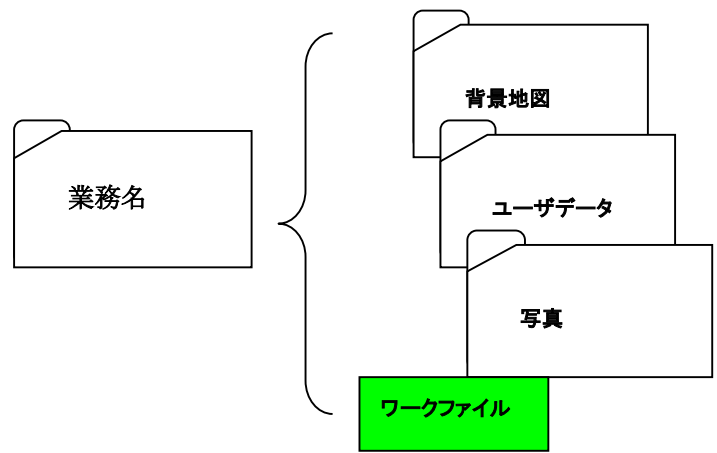 業務名
背景地図
ユーザデータ
写真
ワークファイル